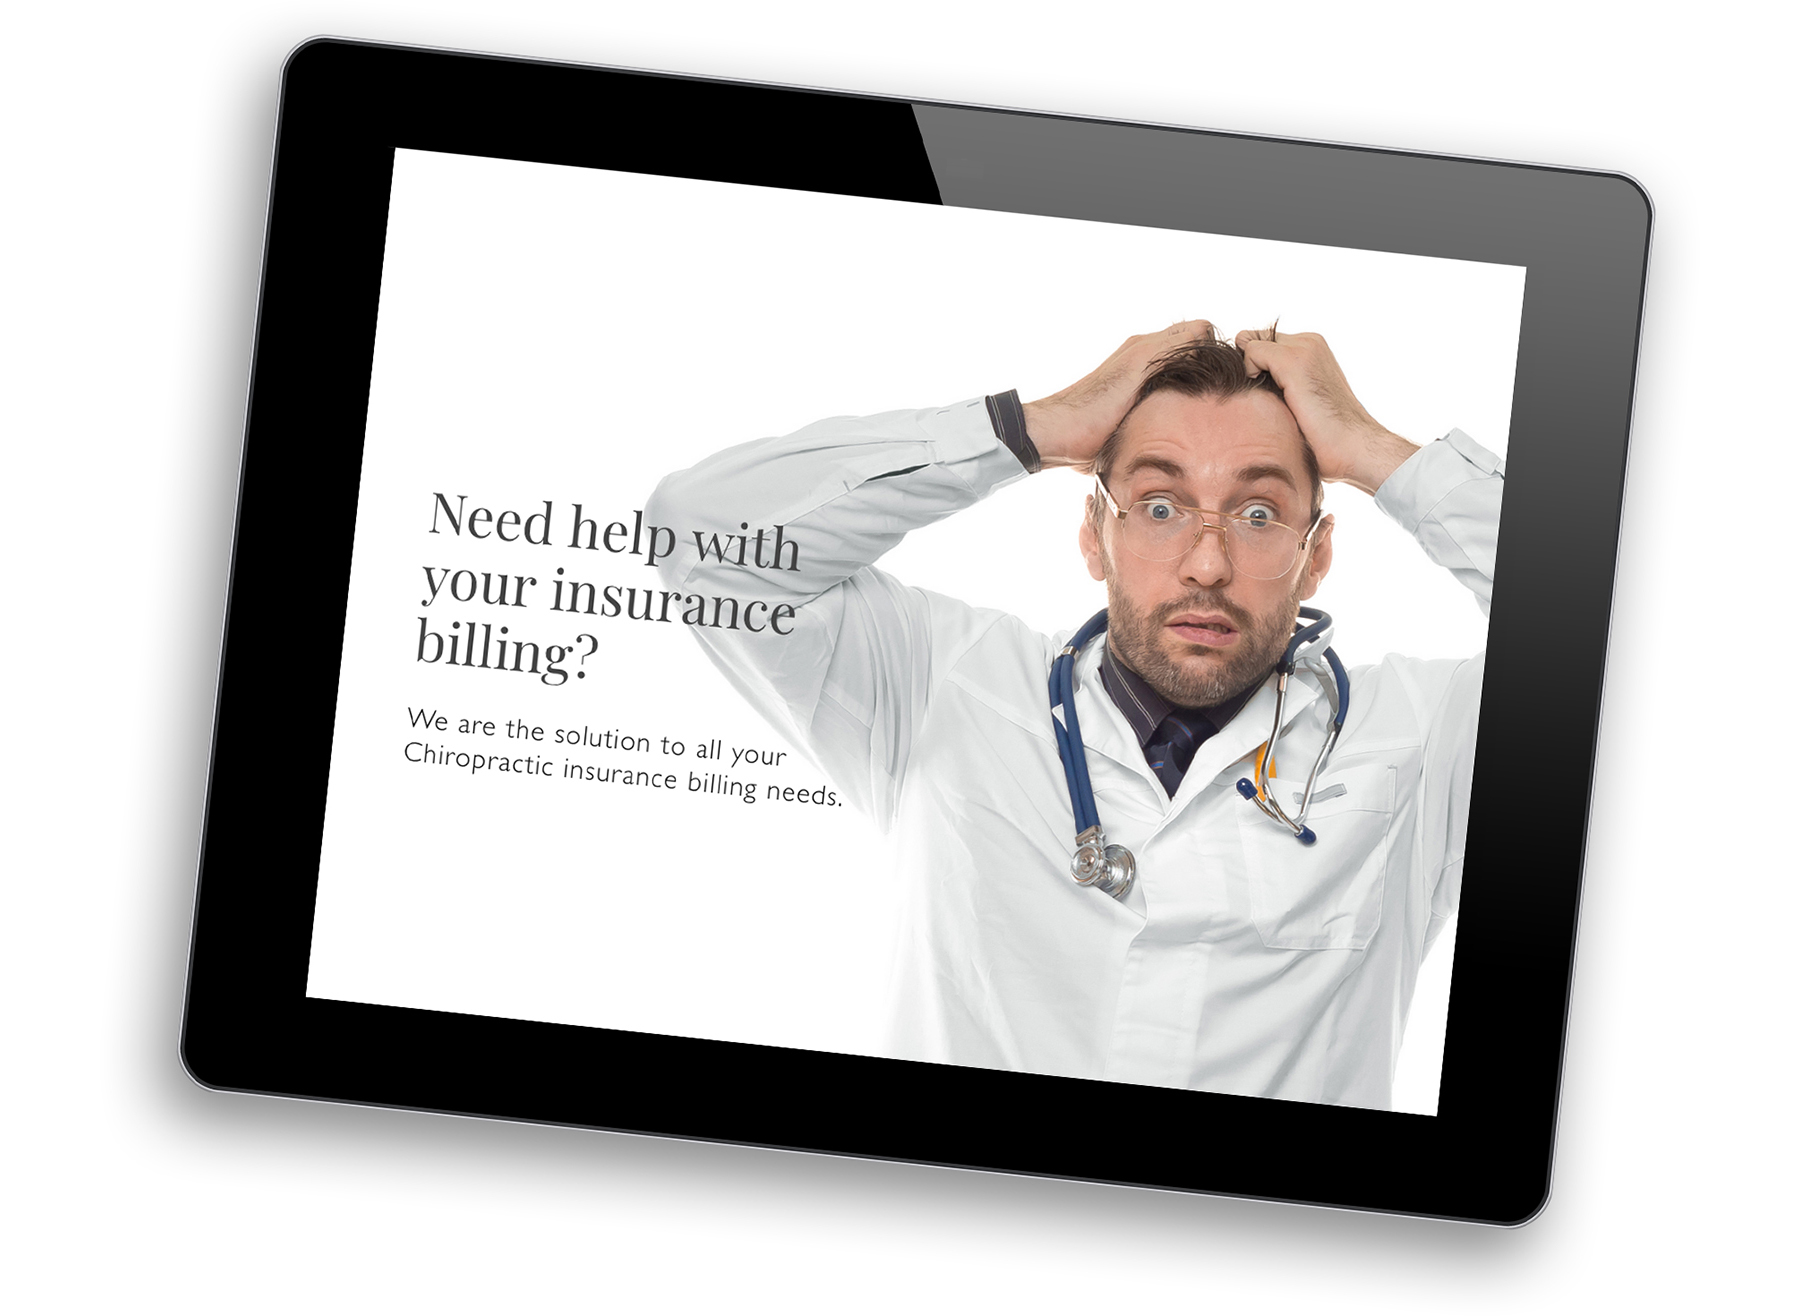 Need help with
your insurance
billing?
We are the solution to all your
Chiropractic insurance billing needs.